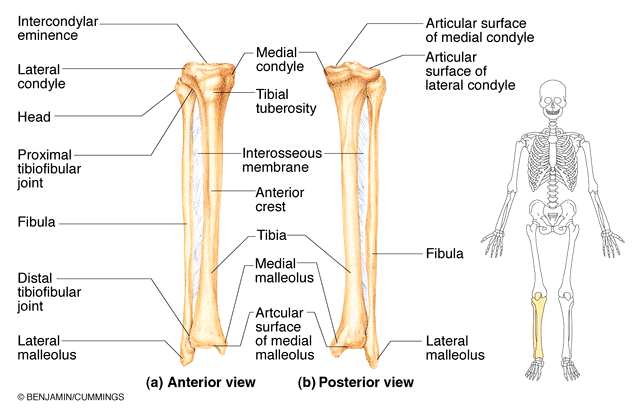 Intercondylar
eminence
Lateral
condyle
Head
Proximal
tibiofibular
joint
Fibula
Distal
tibiofibular
joint
Lateral
malleolus
Medial
condyle
Tibial
tuberosity
Interosseous
membrane
Anterior
crest
Tibia
Medial
malleolus
Artcular
surface
of medial
malleolus
Articular surface
of medial condyle
Articular
surface of
lateral condyle
Fibula
Lateral
malleolus
(a) Anterior view
(b) Posterior view
© BENJAMIN/CUMMINGS